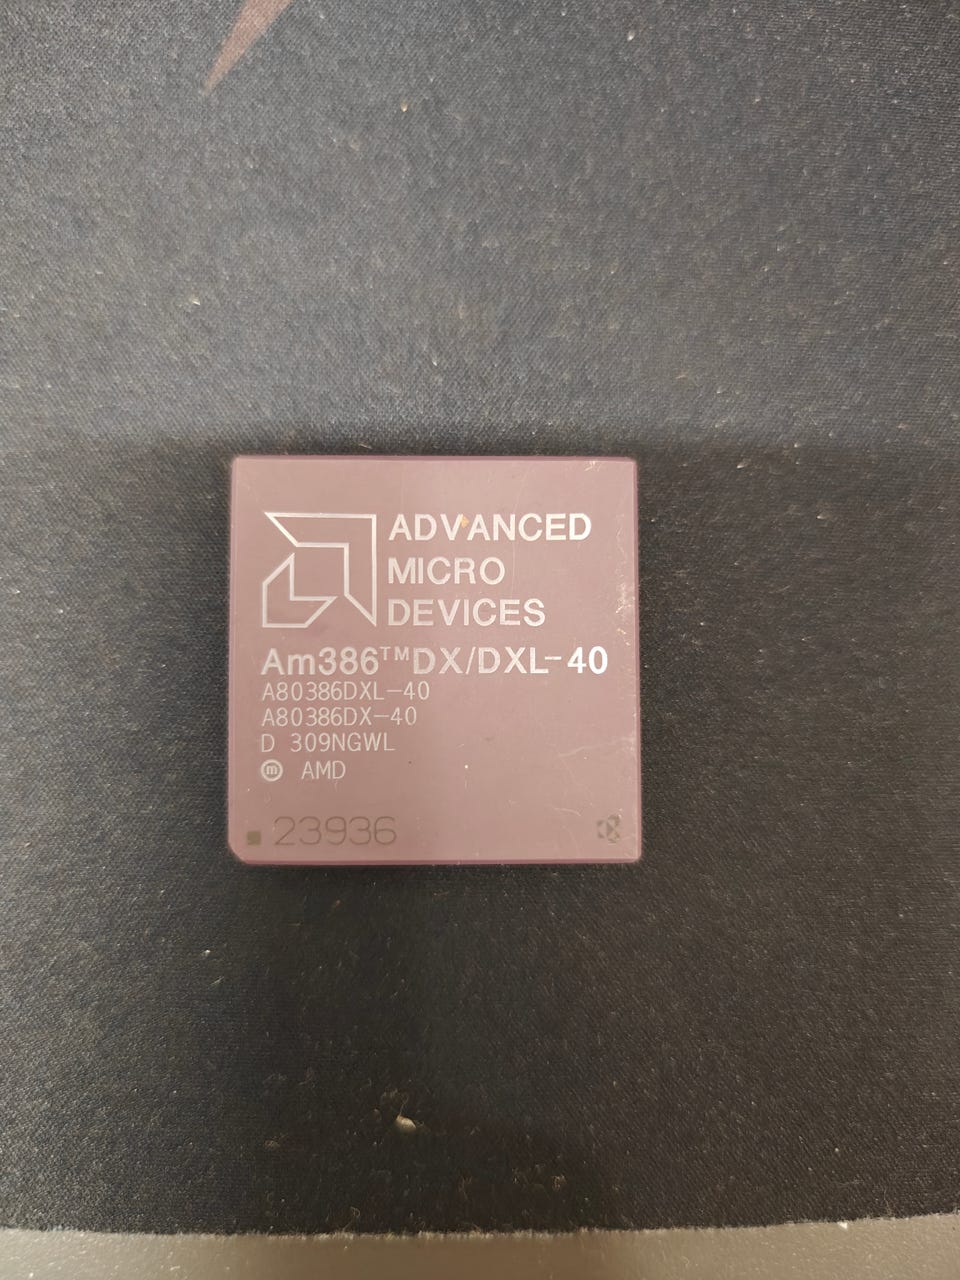 ADVANCED
MICRO
DEVICES
Am386™DX/DXL-40
A80386DXL-40
A80386DX-40
D 309NGWL
ⓜ AMD
23936